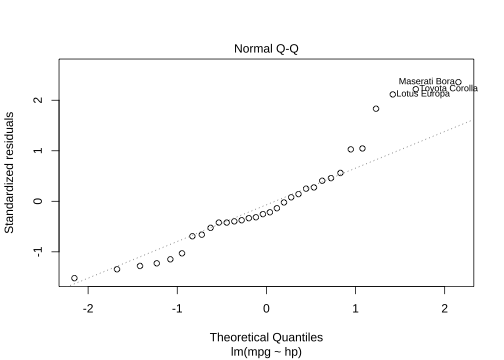 Normal Q-Q
Maserati Bora
Toyota Corolla
Lotus Europa
Standardized residuals
2
1
0
-1
-2
-1
0
1
2
Theoretical Quantiles
lm(mpg ~ hp)